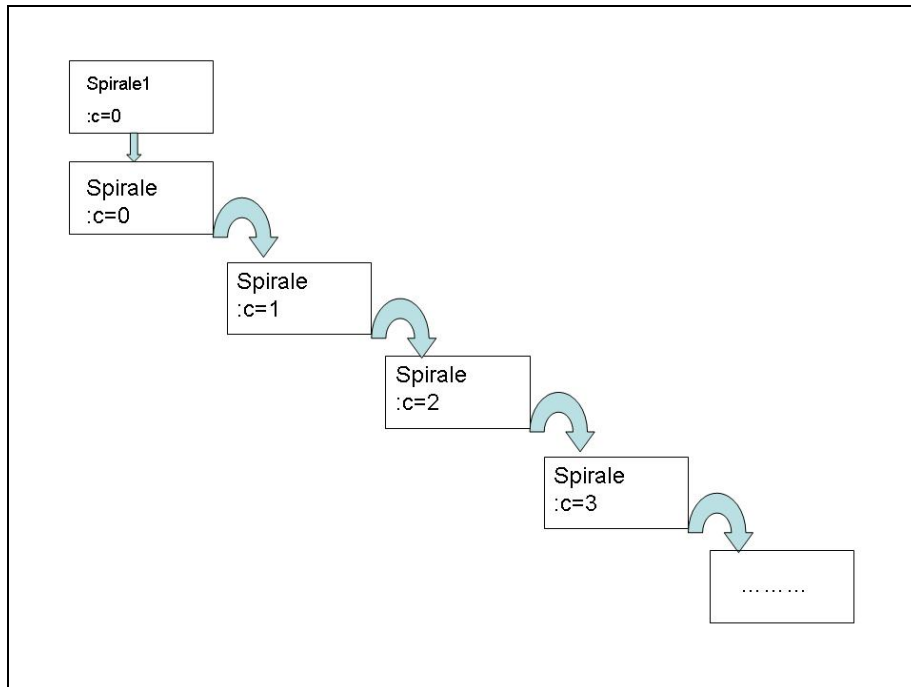 Spirale1
:c=0
Spirale
:c=0
Spirale
:c=1
Spirale
:c=2
Spirale
:c=3
………